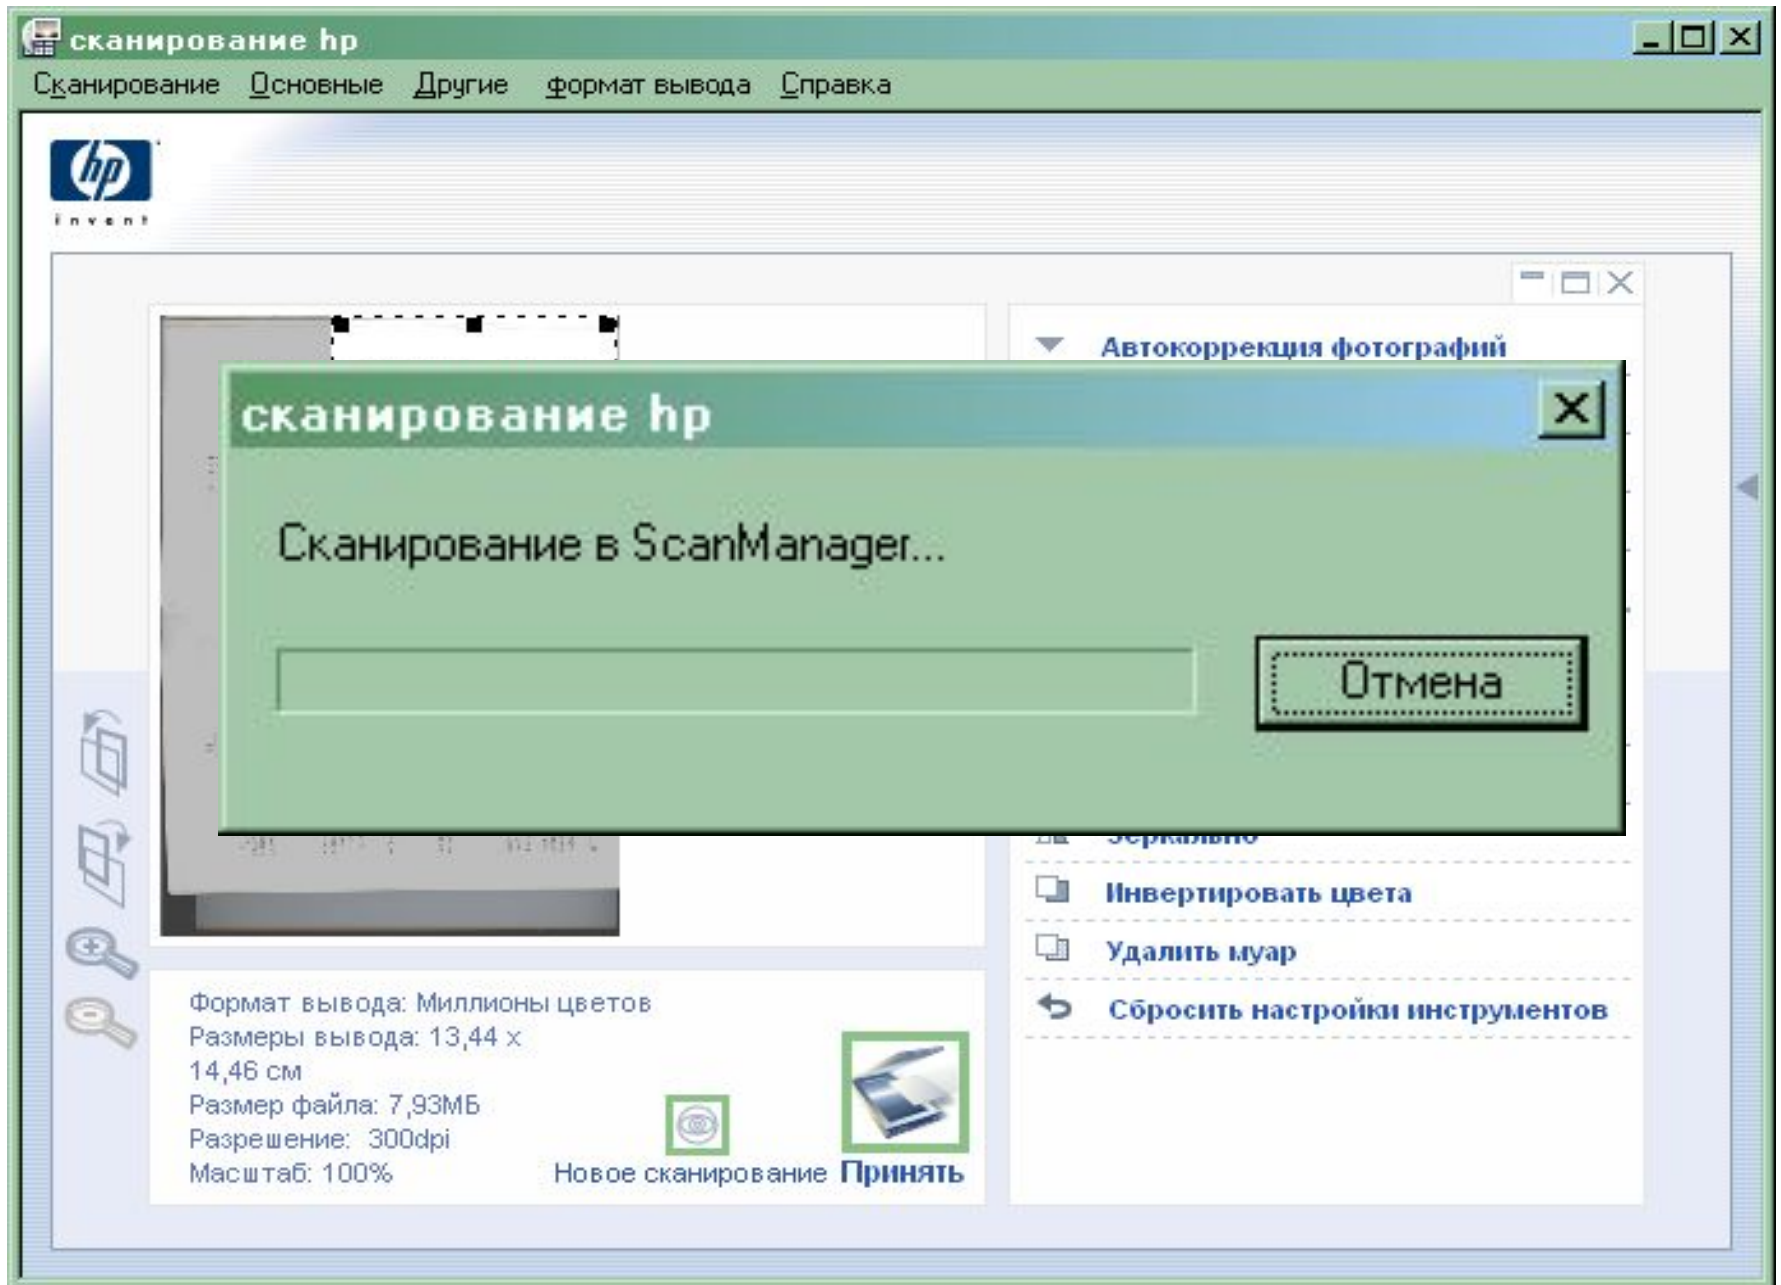 сканирование hp
Сканирование Основные Другие формат вывода Справка
hp
invent
Автокоррекция фотографий
сканирование hp
Сканирование в ScanManager...
Отмена
Зеркально
Инвертировать цвета
Удалить муар
Сбросить настройки инструментов
Формат вывода: Миллионы цветов
Размеры вывода: 13,44 x
14,46 см
Размер файла: 7,93МБ
Разрешение: 300dpi
Масштаб: 100%
Новое сканирование
Принять